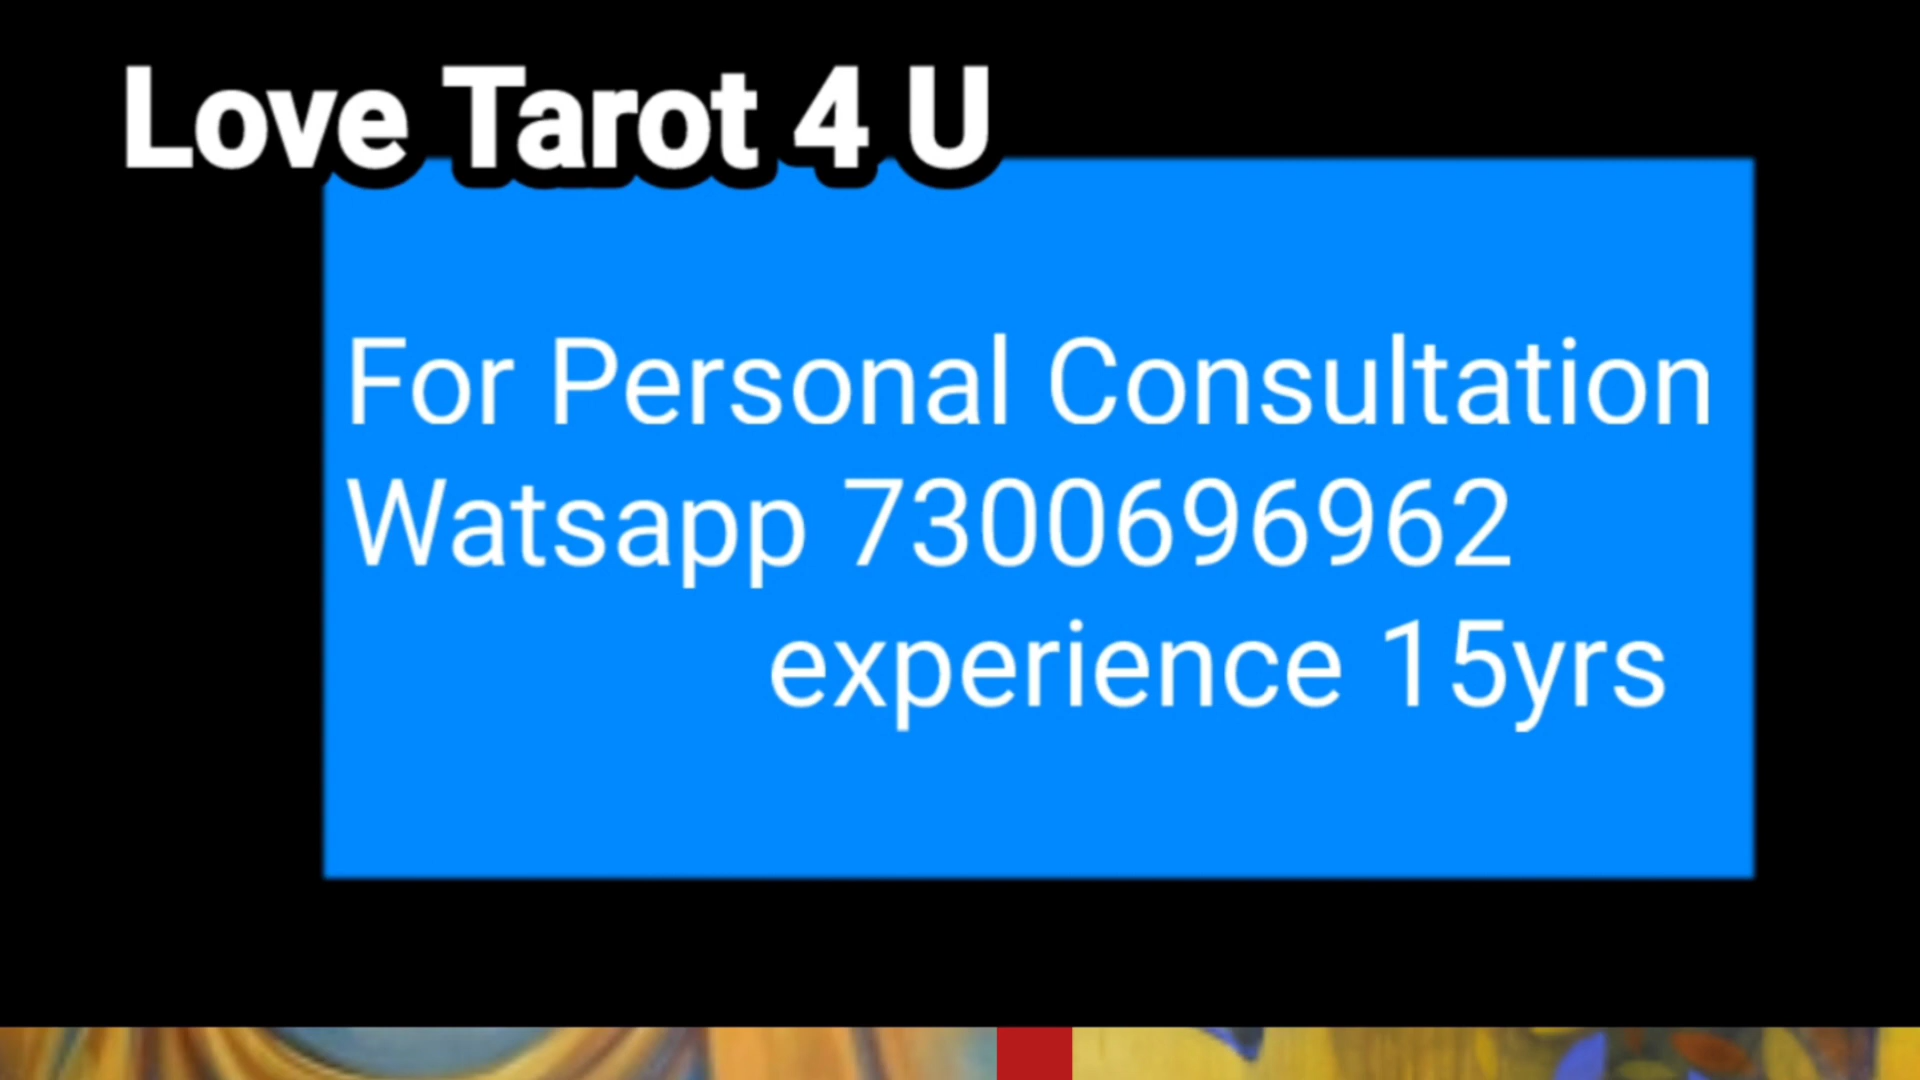 Love Tarot 4 U
For Personal Consultation
Watsapp 7300696962
experience 15yrs